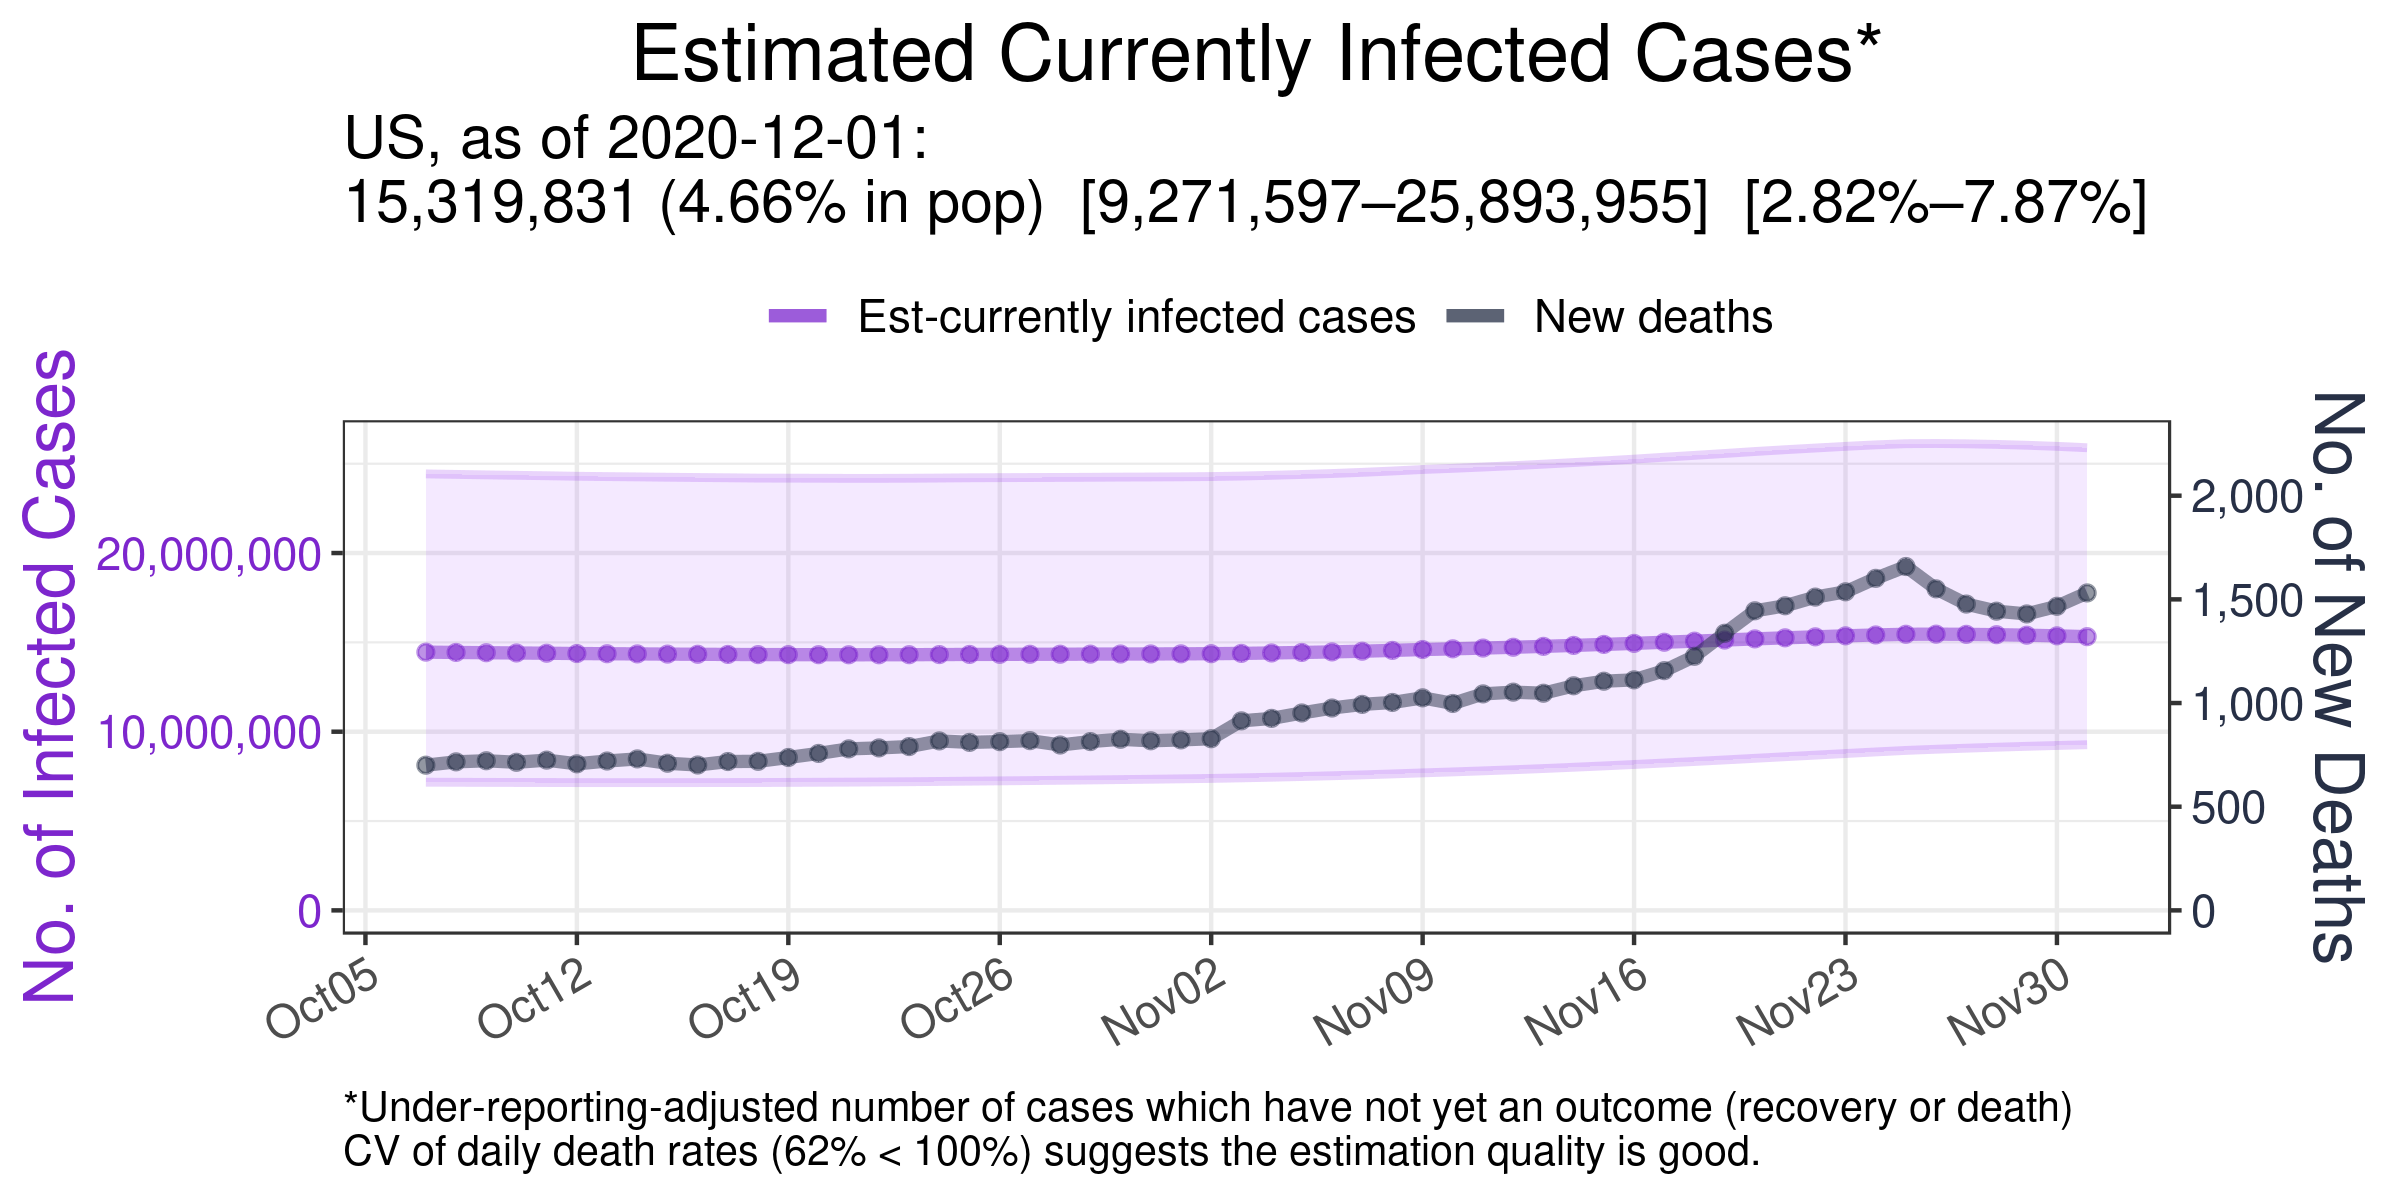 Estimated Currently Infected Cases*
US, as of 2020-12-01:
15,319,831 (4.66% in pop) [9,271,597–25,893,955] [2.82%–7.87%]
Est-currently infected cases
New deaths
No. of Infected Cases
20,000,000
10,000,000
0
No. of New Deaths
2,000
1,500
1,000
500
0
Oct05
Oct12
Oct19
Oct26
Nov02
Nov09
Nov16
Nov23
Nov30
*Under-reporting-adjusted number of cases which have not yet an outcome (recovery or death)
CV of daily death rates (62% < 100%) suggests the estimation quality is good.